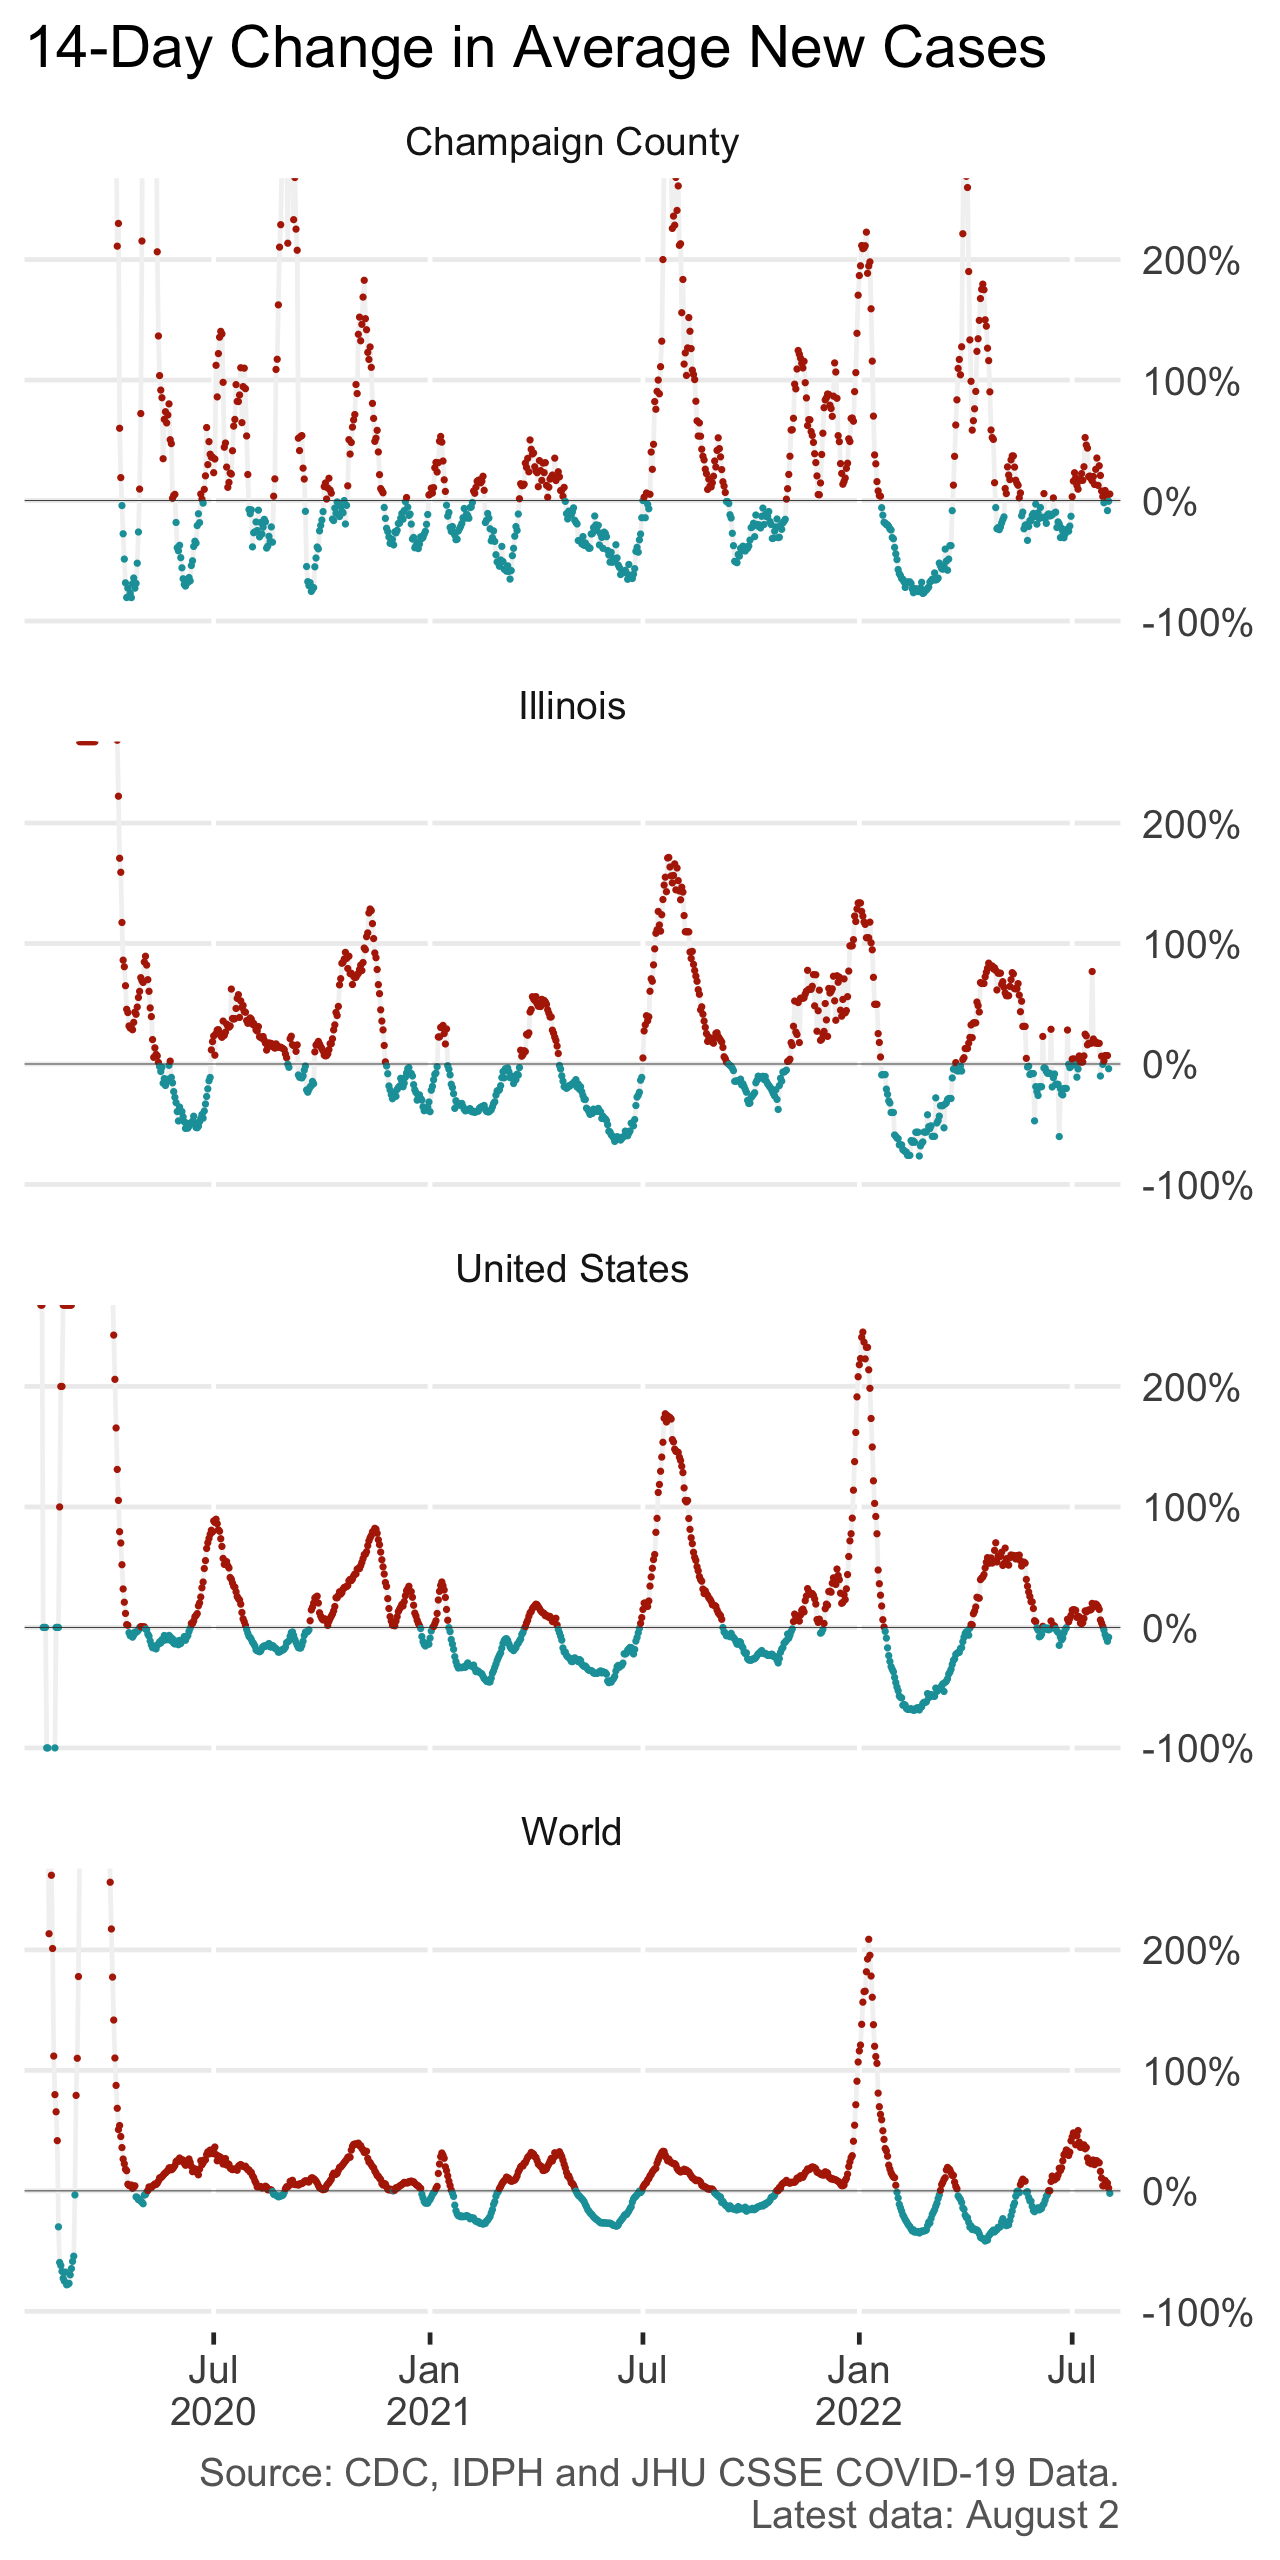 14-Day Change in Average New Cases
Champaign County
200%
100%
0%
-100%
Illinois
200%
100%
0%
-100%
United States
200%
100%
0%
-100%
World
200%
100%
0%
-100%
Jul Jan Jul Jan Jul
2020 2021 2022
Source: CDC, IDPH and JHU CSSE COVID-19 Data.
Latest data: August 2